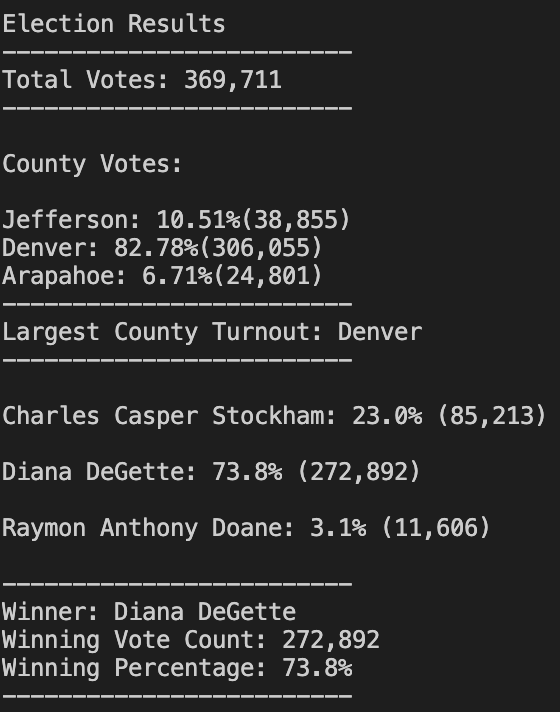 Election Results
-------------------------
Total Votes: 369,711
-------------------------
County Votes:
Jefferson: 10.51%(38,855)
Denver: 82.78%(306,055)
Arapahoe: 6.71%(24,801)
-------------------------
Largest County Turnout: Denver
-------------------------
Charles Casper Stockham: 23.0% (85,213)
Diana DeGette: 73.8% (272,892)
Raymon Anthony Doane: 3.1% (11,606)
-------------------------
Winner: Diana DeGette
Winning Vote Count: 272,892
Winning Percentage: 73.8%
-------------------------